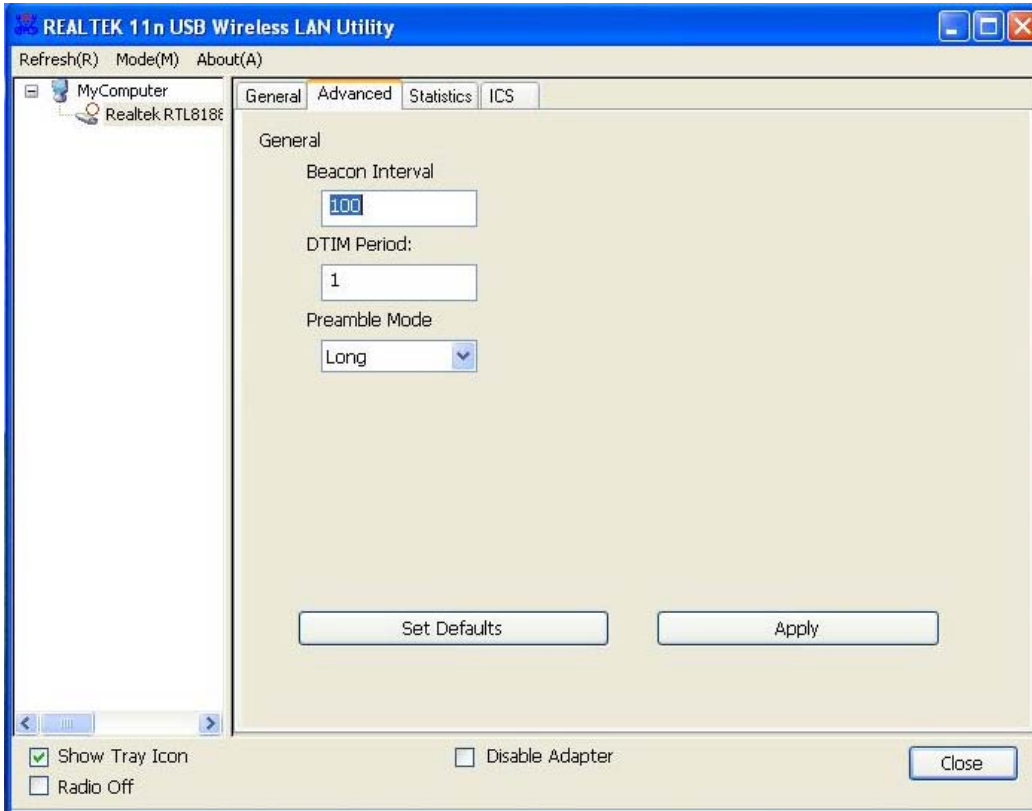 REALTEK 11n USB Wireless LAN Utility
Refresh(R) Mode(M) About(A)
MyComputer
Realtek RTL8188
General Advanced Statistics ICS
General
Beacon Interval
100
DTIM Period:
1
Preamble Mode
Long
Set Defaults Apply
Show Tray Icon Disable Adapter Close
Radio Off